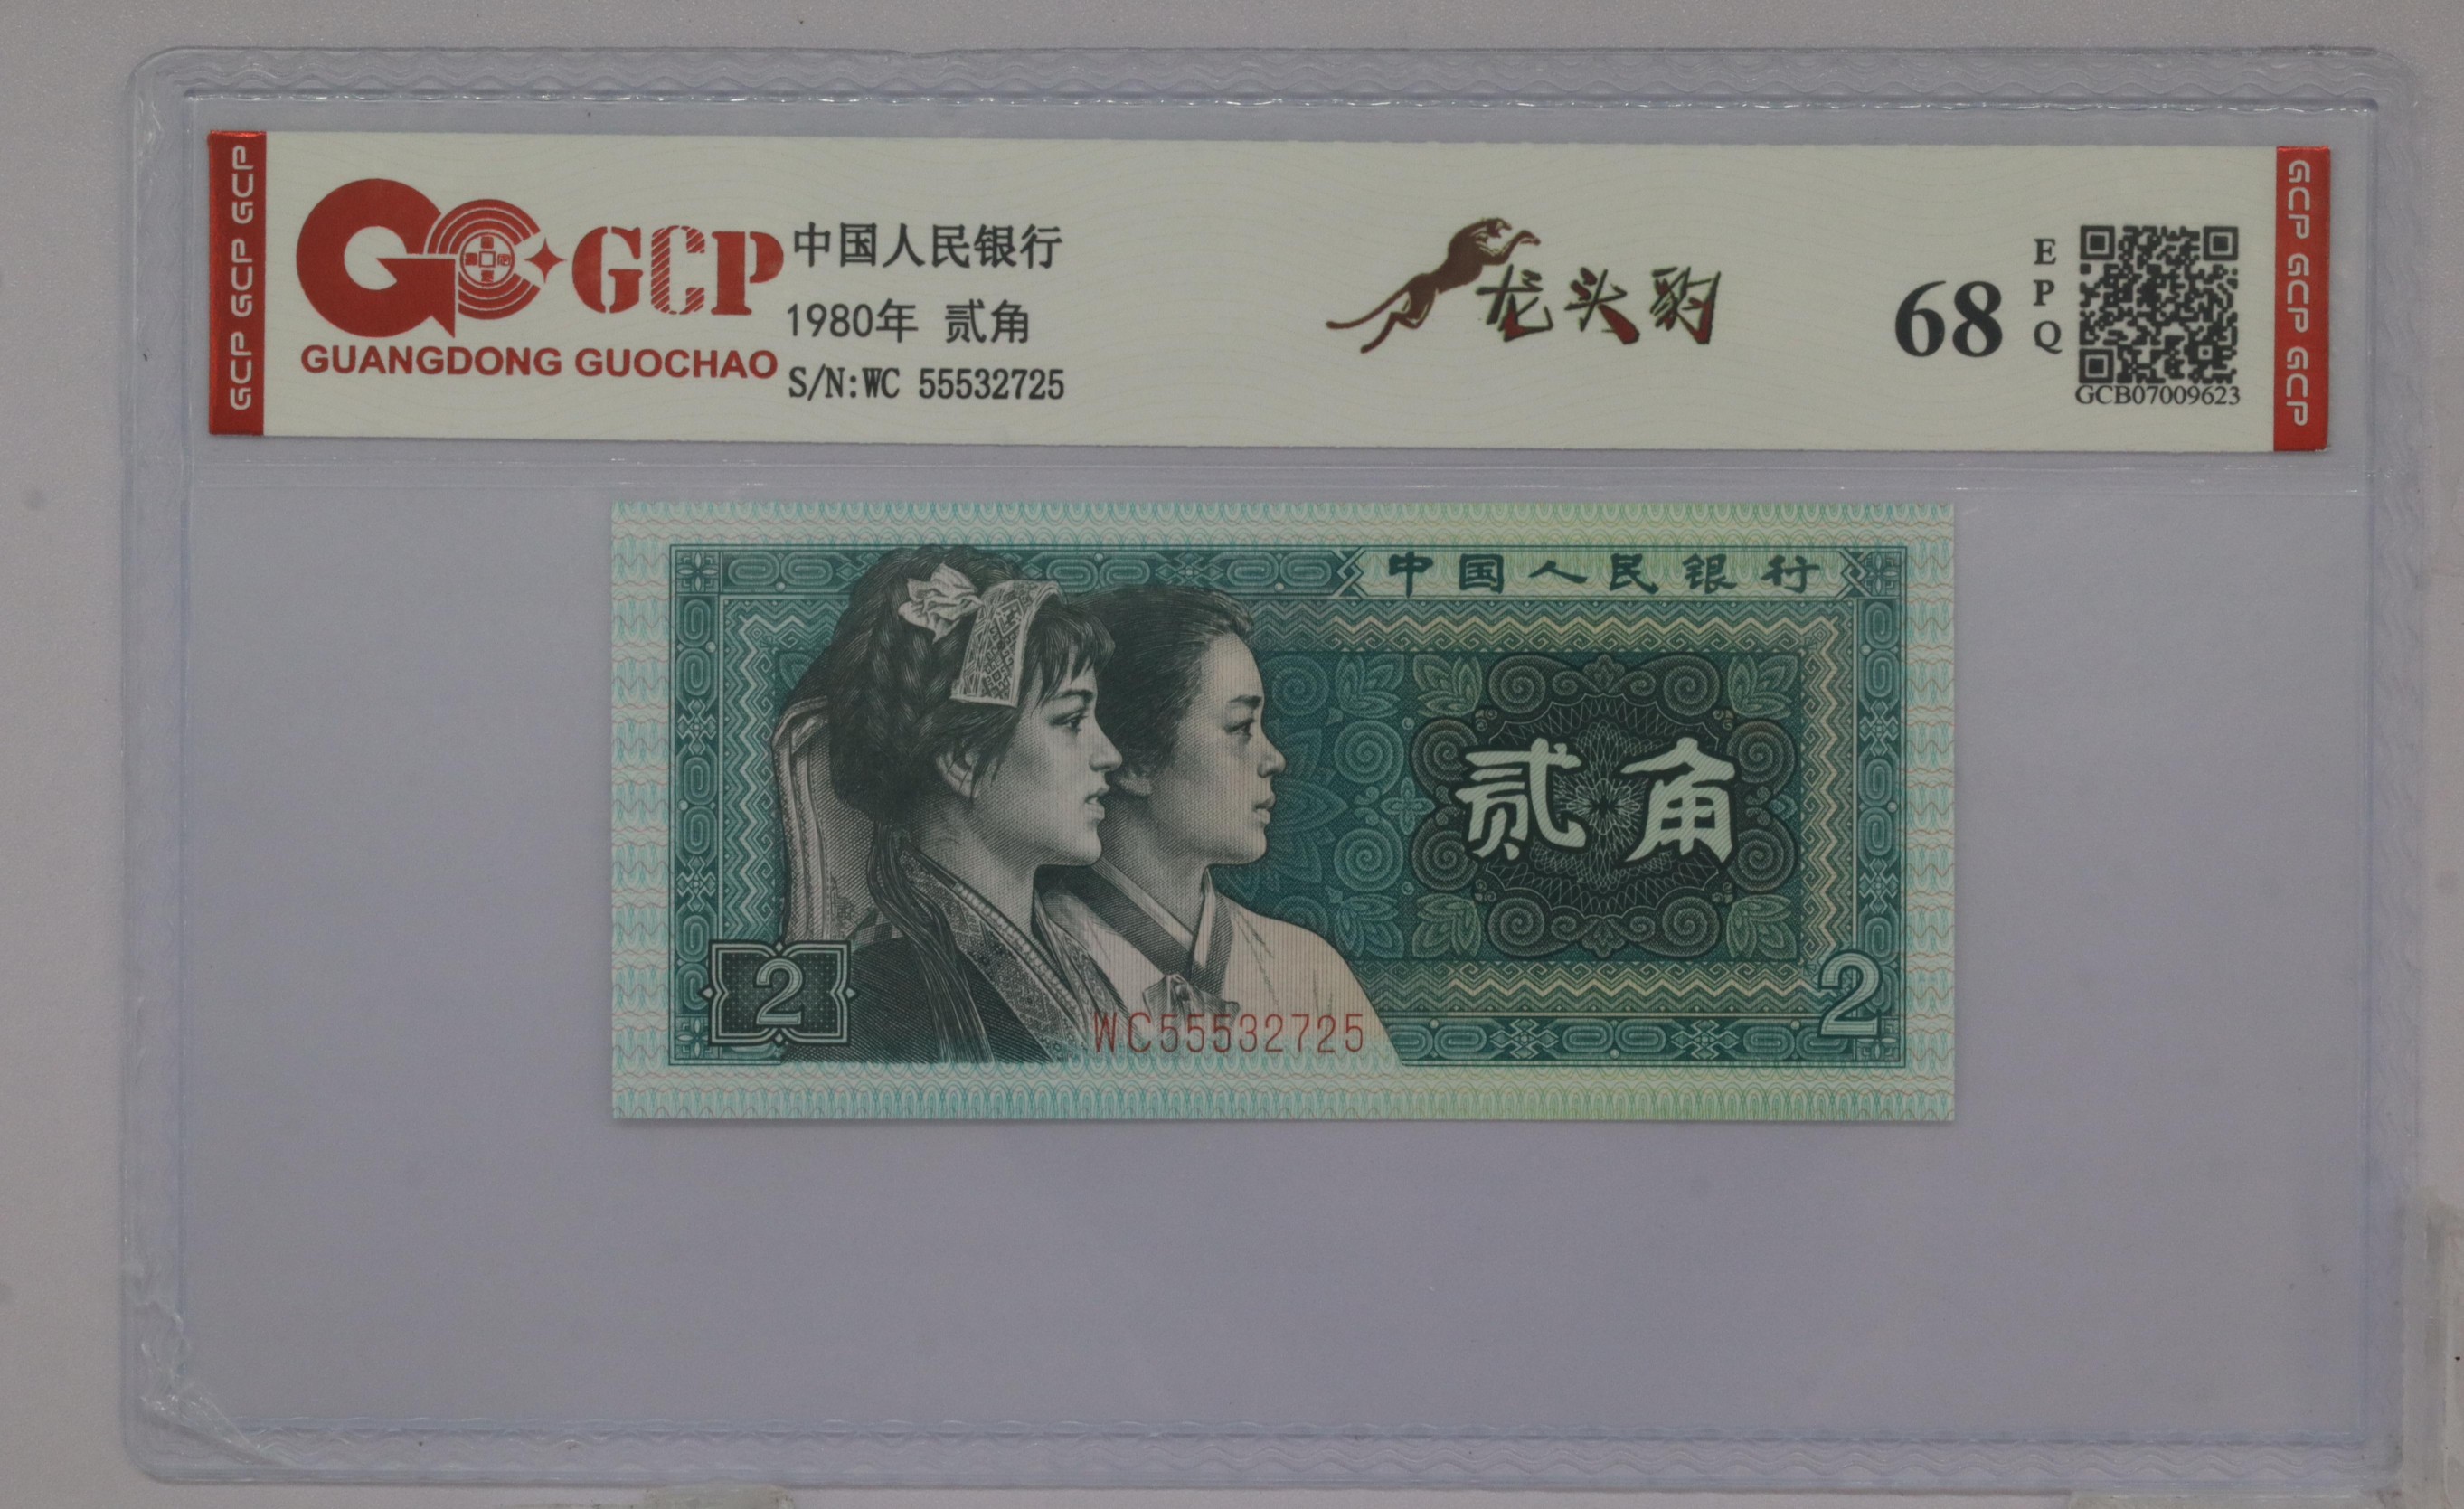 GCP GCP GCP
GCP
GUANGDONG GUOCHAO
中国人民银行
1980年 贰角
S/N:WC 55532725
龙头豹
68
E
P
Q
GCB07009623
GCP GCP GCP
中国人民银行
贰角
2
WC55532725
2